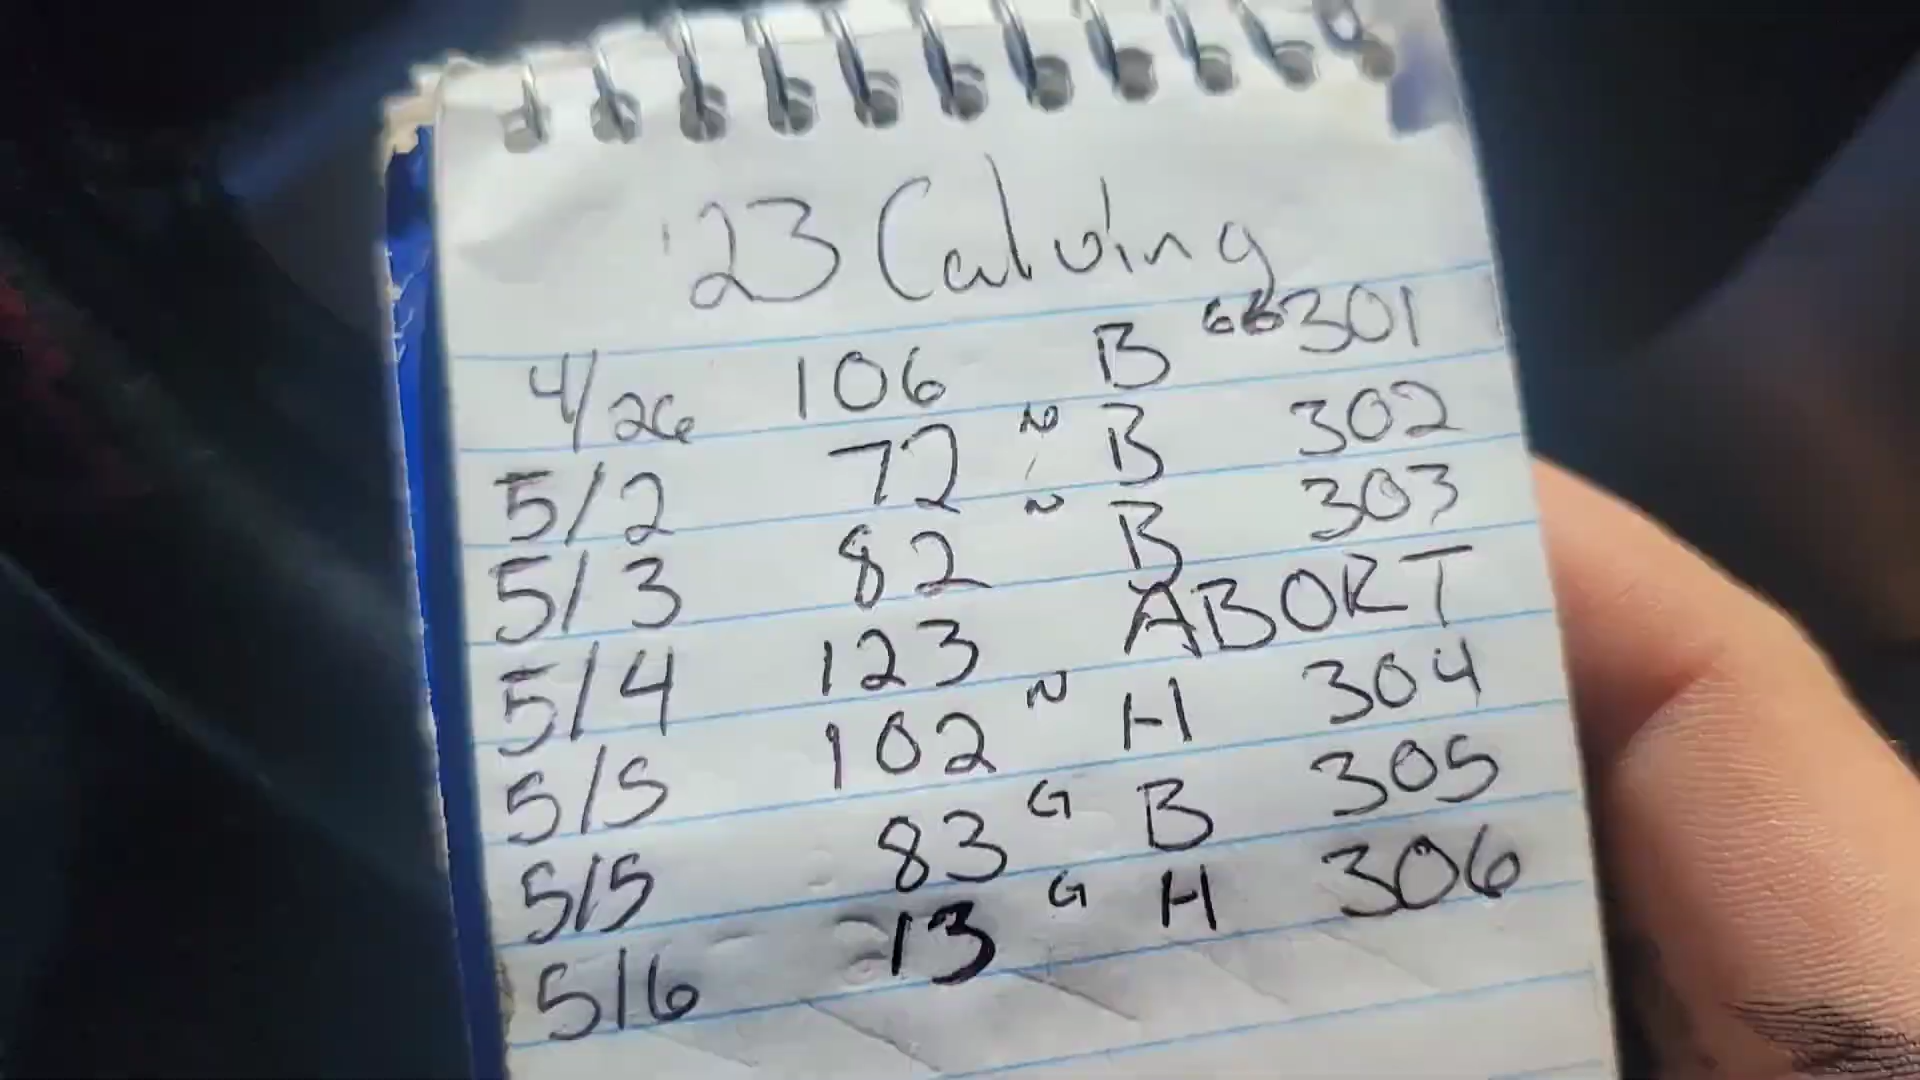 '23 Calving
4/26 106 B 301
5/2 72 N B 302
5/3 82 N B 303
5/4 123 ABORT
5/5 102 N H 304
5/5 83 G B 305
5/6 13 G H 306